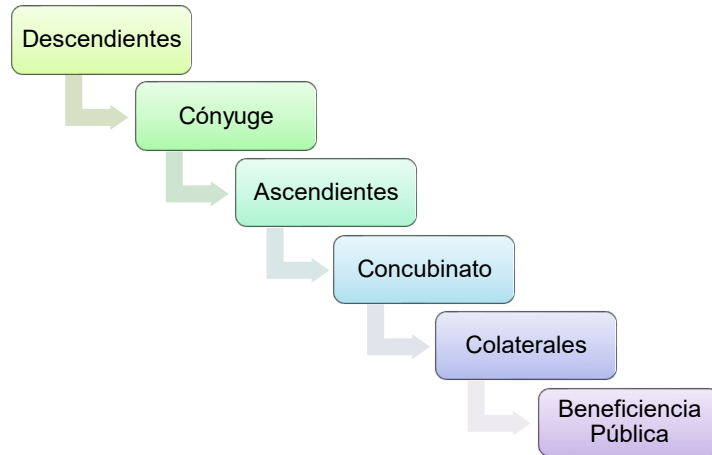 Descendientes
Cónyuge
Ascendientes
Concubinato
Colaterales
Beneficiencia
Pública